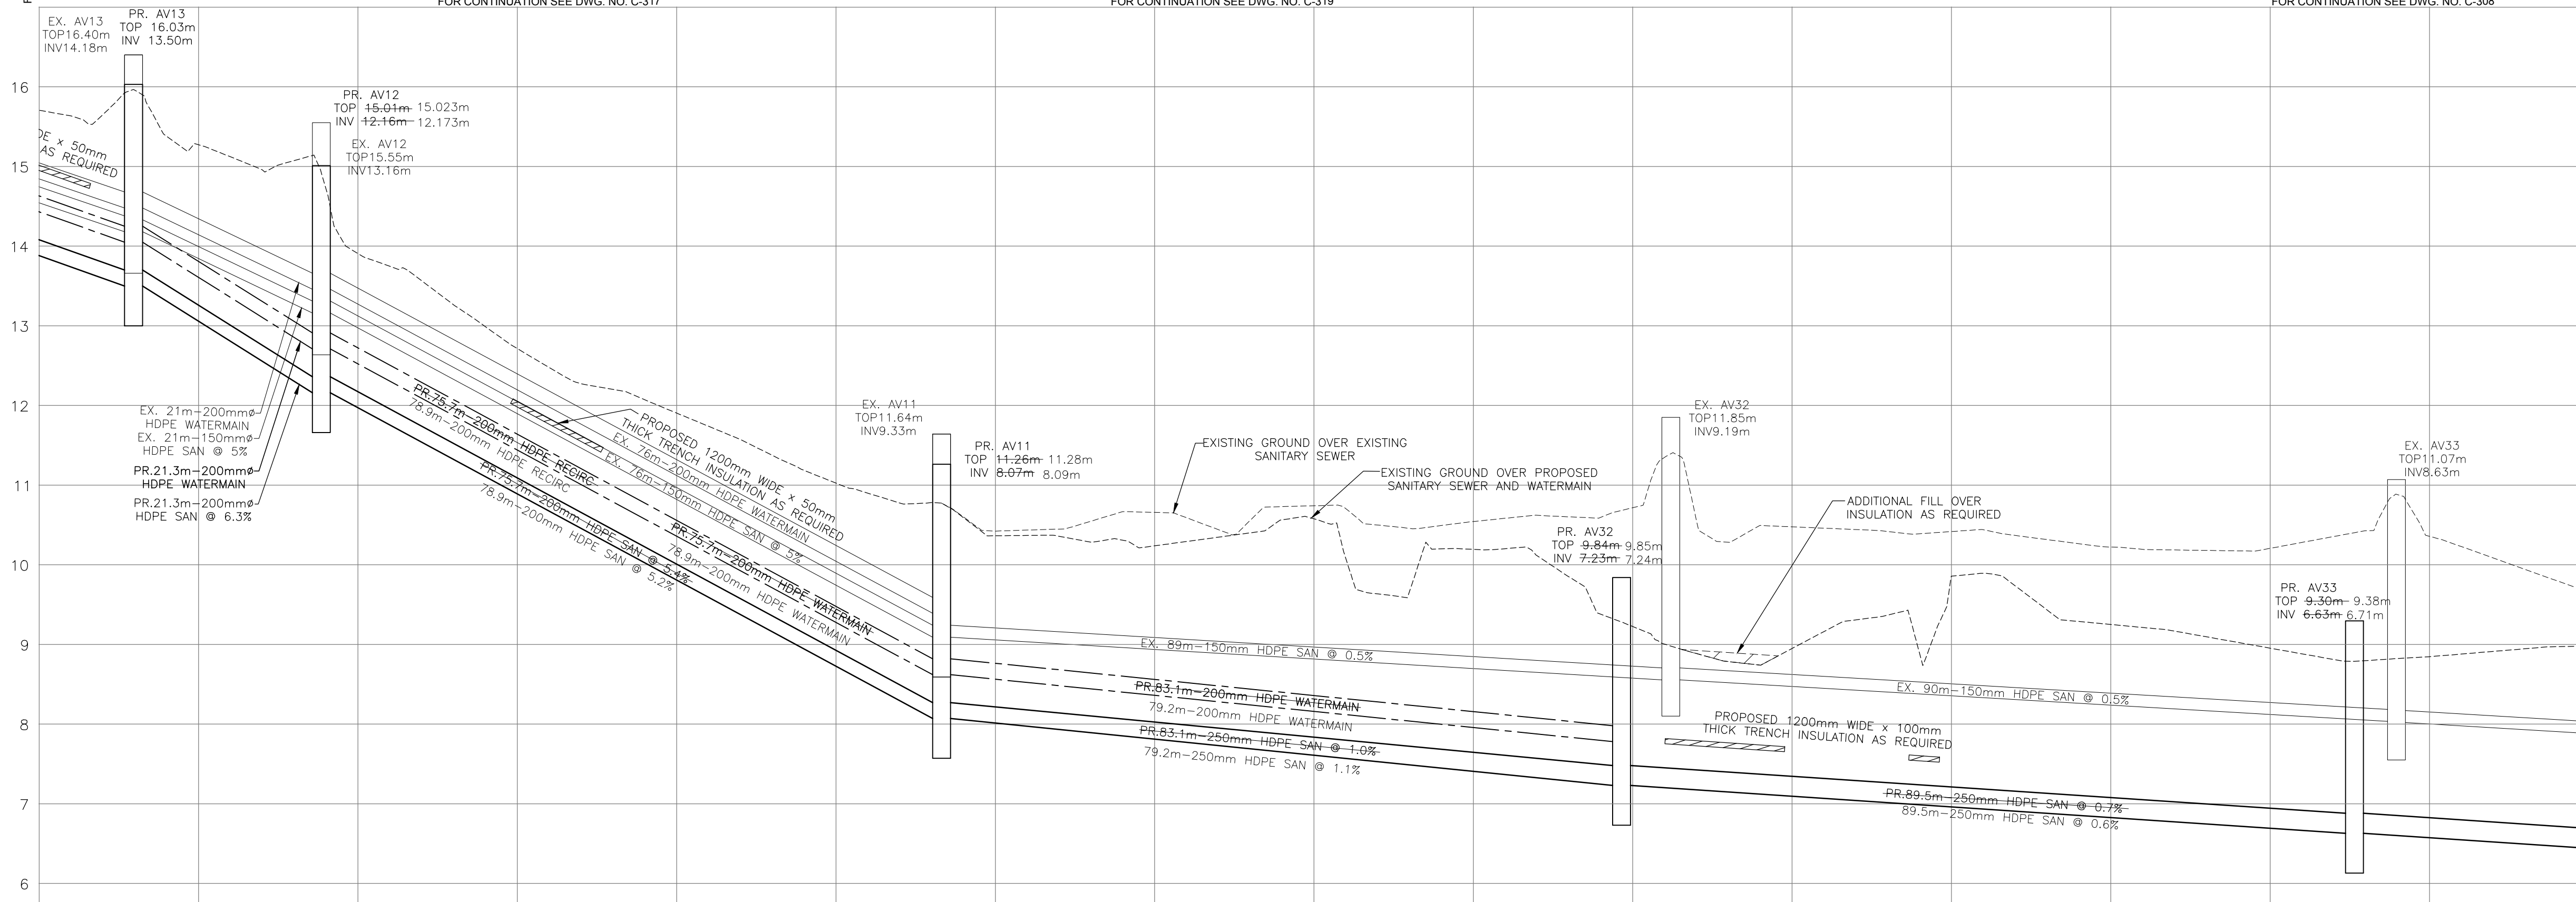 FOR CONTINUATION SEE DWG. NO. C-317
FOR CONTINUATION SEE DWG. NO. C-319
FOR CONTINUATION SEE DWG. NO. C-308
EX. AV13
TOP16.40m
INV14.18m
PR. AV13
TOP 16.03m
INV 13.50m
16
15
14
13
12
11
10
9
8
7
6
x 50mm
AS REQUIRED
PR. AV12
TOP 15.01m 15.023m
INV 12.16m 12.173m
EX. AV12
TOP15.55m
INV13.16m
EX. 21m-200mmø
HDPE WATERMAIN
EX. 21m-150mmø
HDPE SAN @ 5%
PR.21.3m-200mmø
HDPE WATERMAIN
PR.21.3m-200mmø
HDPE SAN @ 6.3%
PR.75.7m-200mm HDPE RECIRC
78.9m-200mm HDPE RECIRC
PR.75.7m-200mm HDPE SAN @ 5.4%
78.9m-200mm HDPE SAN @ 5.2%
PROPOSED 1200mm WIDE x 50mm
THICK TRENCH INSULATION AS REQUIRED
EX. 76m-200mm HDPE WATERMAIN
EX. 76m-150mm HDPE SAN @ 5%
PR.75.7m-200mm HDPE WATERMAIN
78.9m-200mm HDPE WATERMAIN
EX. AV11
TOP11.64m
INV9.33m
PR. AV11
TOP 11.26m 11.28m
INV 8.07m 8.09m
EXISTING GROUND OVER EXISTING
SANITARY SEWER
EXISTING GROUND OVER PROPOSED
SANITARY SEWER AND WATERMAIN
EX. 89m-150mm HDPE SAN @ 0.5%
PR.83.1m-200mm HDPE WATERMAIN
79.2m-200mm HDPE WATERMAIN
PR.83.1m-250mm HDPE SAN @ 1.0%
79.2m-250mm HDPE SAN @ 1.1%
PR. AV32
TOP 9.84m 9.85m
INV 7.23m 7.24m
EX. AV32
TOP11.85m
INV9.19m
ADDITIONAL FILL OVER
INSULATION AS REQUIRED
EX. 90m-150mm HDPE SAN @ 0.5%
PROPOSED 1200mm WIDE x 100mm
THICK TRENCH INSULATION AS REQUIRED
PR.89.5m-250mm HDPE SAN @ 0.7%
89.5m-250mm HDPE SAN @ 0.6%
PR. AV33
TOP 9.30m 9.38m
INV 6.63m 6.71m
EX. AV33
TOP11.07m
INV8.63m